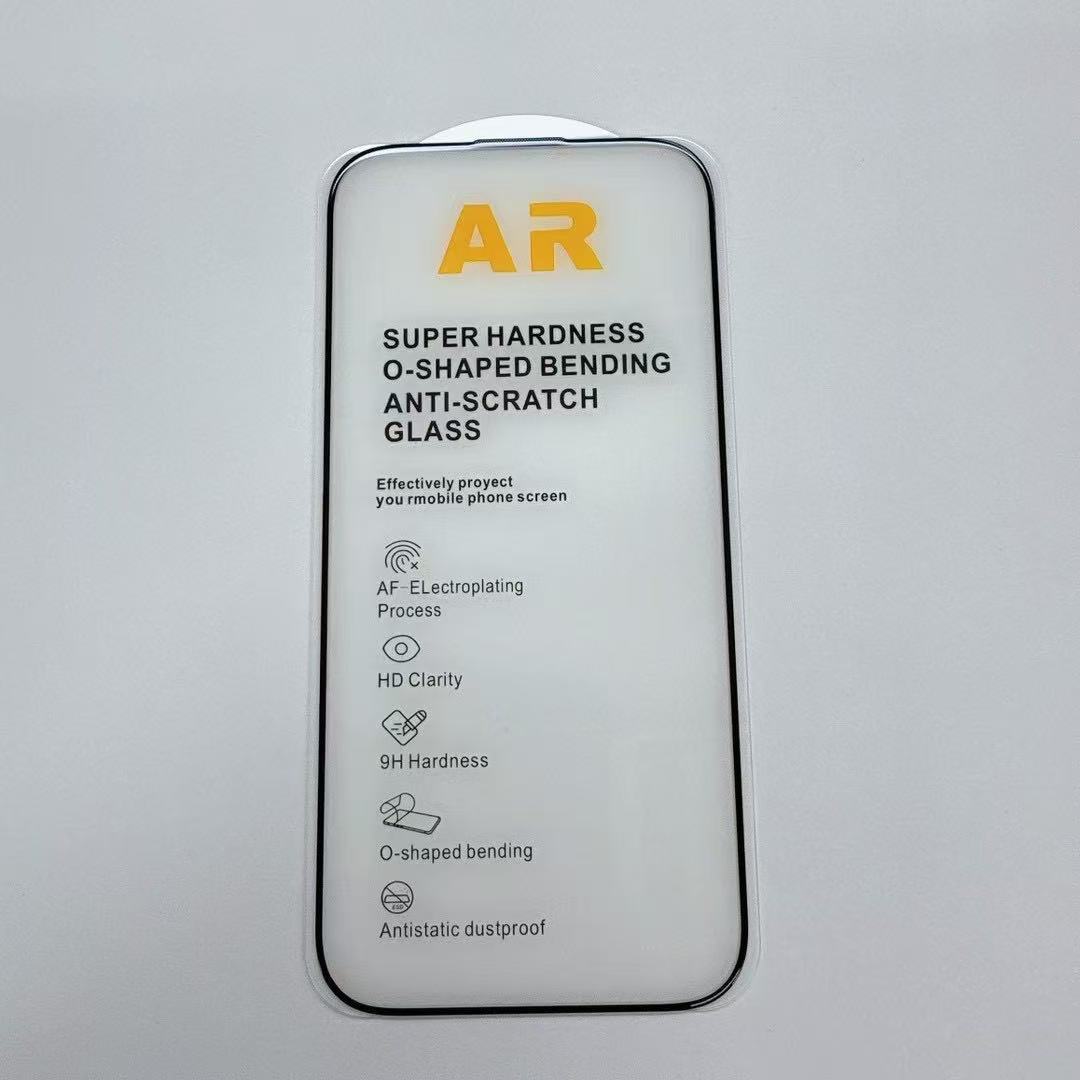 AR
SUPER HARDNESS
O-SHAPED BENDING
ANTI-SCRATCH
GLASS
Effectively proyect
you rmobile phone screen
AF-ELectroplating
Process
HD Clarity
9H Hardness
O-shaped bending
ESD
Antistatic dustproof